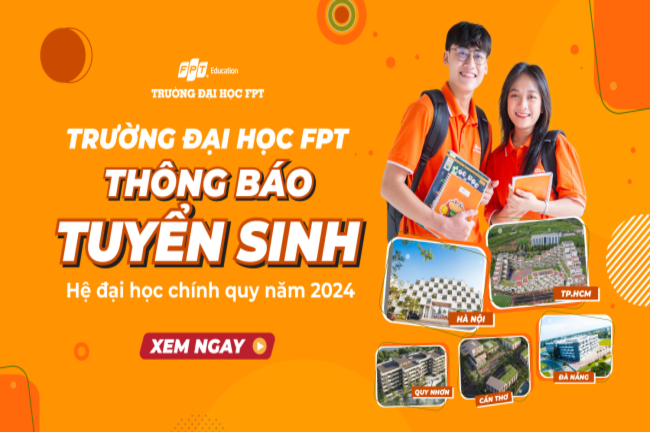 FPT Education
TRƯỜNG ĐẠI HỌC FPT
TRƯỜNG ĐẠI HỌC FPT
THÔNG BÁO
TUYỂN SINH
Hệ đại học chính quy năm 2024
XEM NGAY
HÀ NỘI
TP.HCM
QUY NHƠN
CẦN THƠ
ĐÀ NẴNG